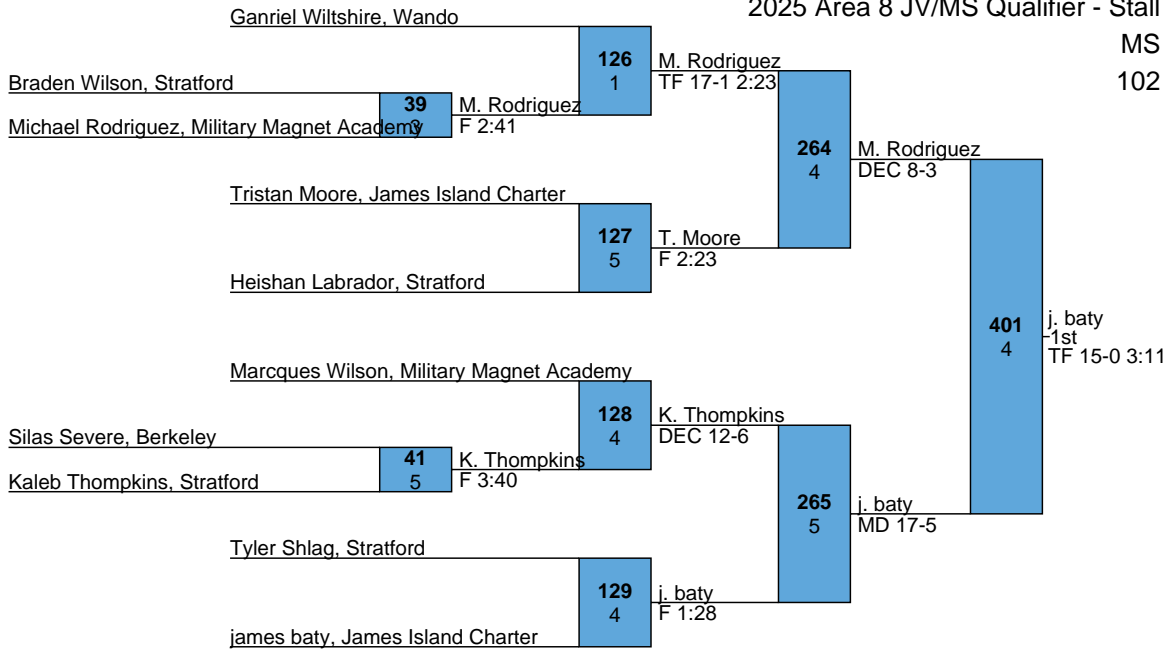 2025 Area 8 JV/MS Qualifier - Stall
MS
102
Ganriel Wiltshire, Wando
126
1
M. Rodriguez
TF 17-1 2:23
Braden Wilson, Stratford
39
3
M. Rodriguez
F 2:41
Michael Rodriguez, Military Magnet Academy
264
4
M. Rodriguez
DEC 8-3
Tristan Moore, James Island Charter
127
5
T. Moore
F 2:23
Heishan Labrador, Stratford
401
4
j. baty
1st
TF 15-0 3:11
Marcques Wilson, Military Magnet Academy
128
4
K. Thompkins
DEC 12-6
Silas Severe, Berkeley
41
5
K. Thompkins
F 3:40
Kaleb Thompkins, Stratford
265
5
j. baty
MD 17-5
Tyler Shlag, Stratford
129
4
j. baty
F 1:28
james baty, James Island Charter